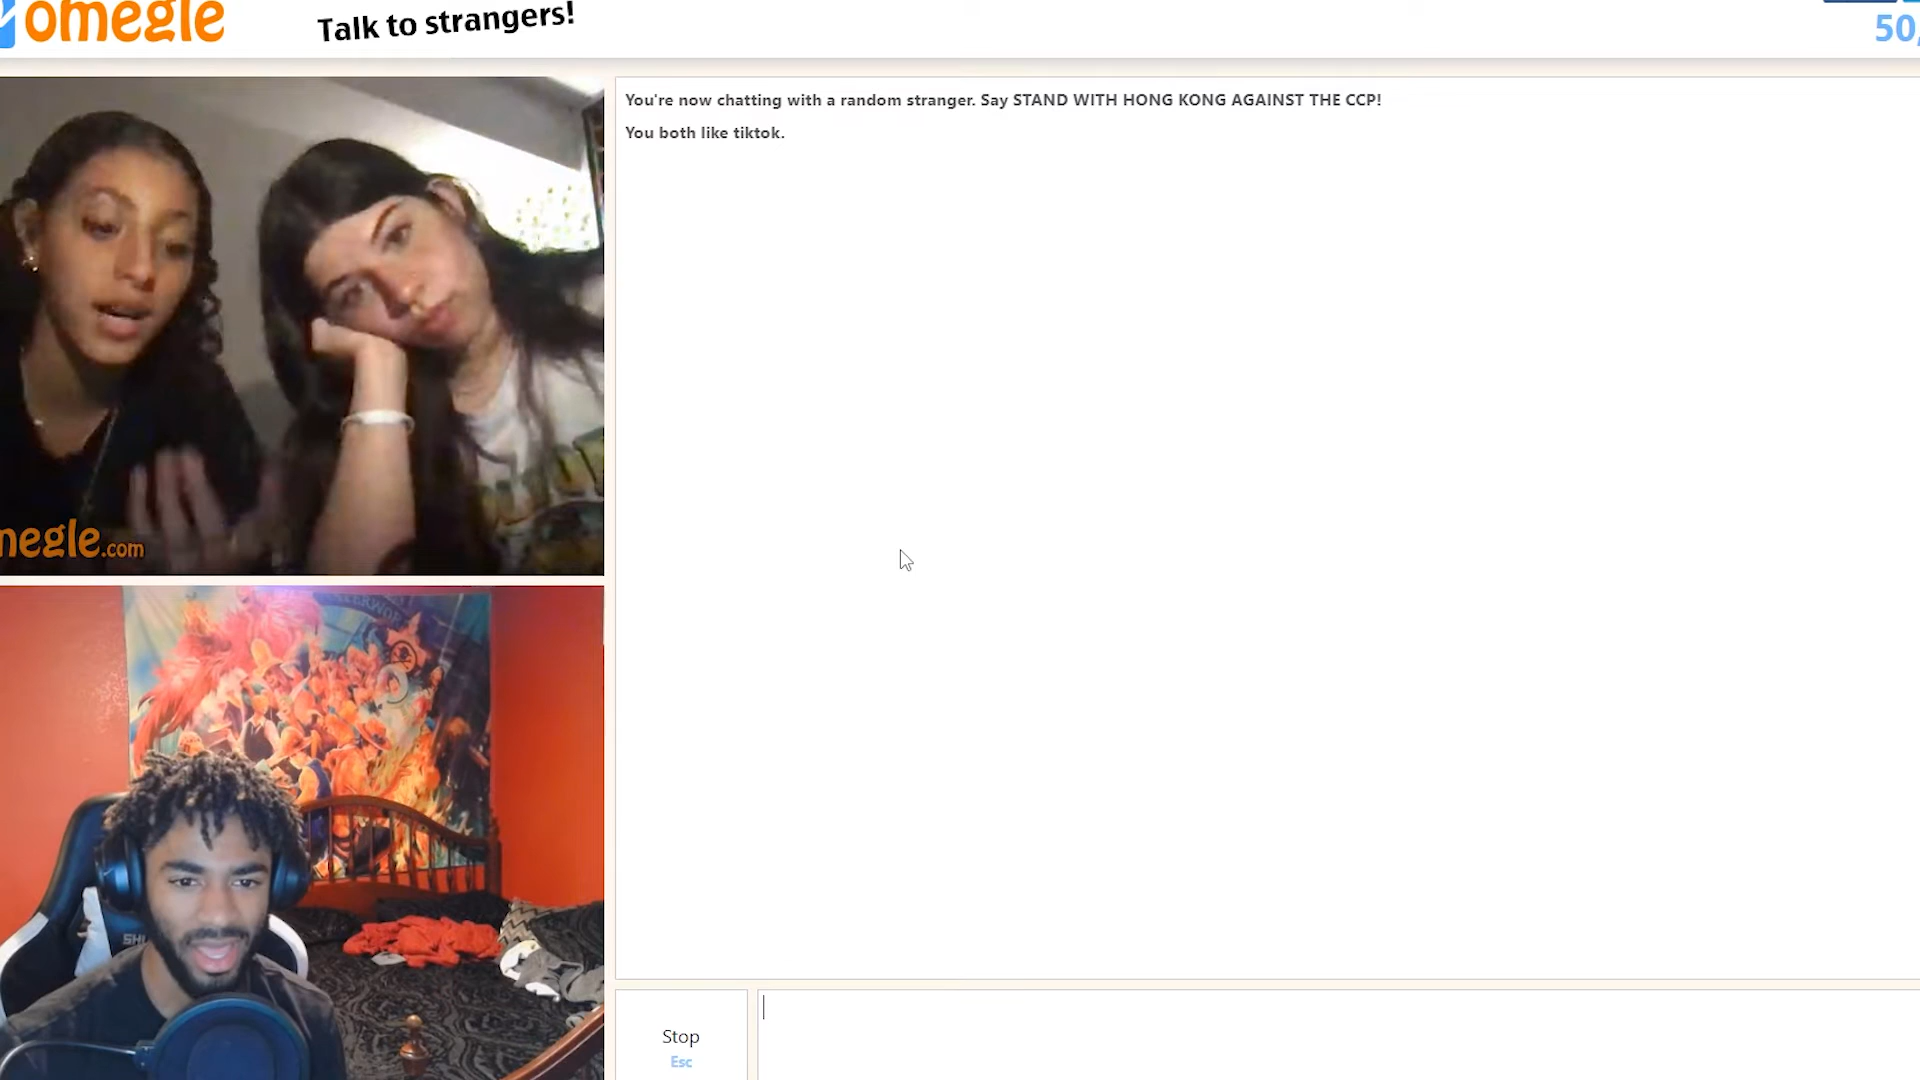 omegle
Talk to strangers!
50,
You're now chatting with a random stranger. Say STAND WITH HONG KONG AGAINST THE CCP!
You both like tiktok.
negle.com
Stop
Esc